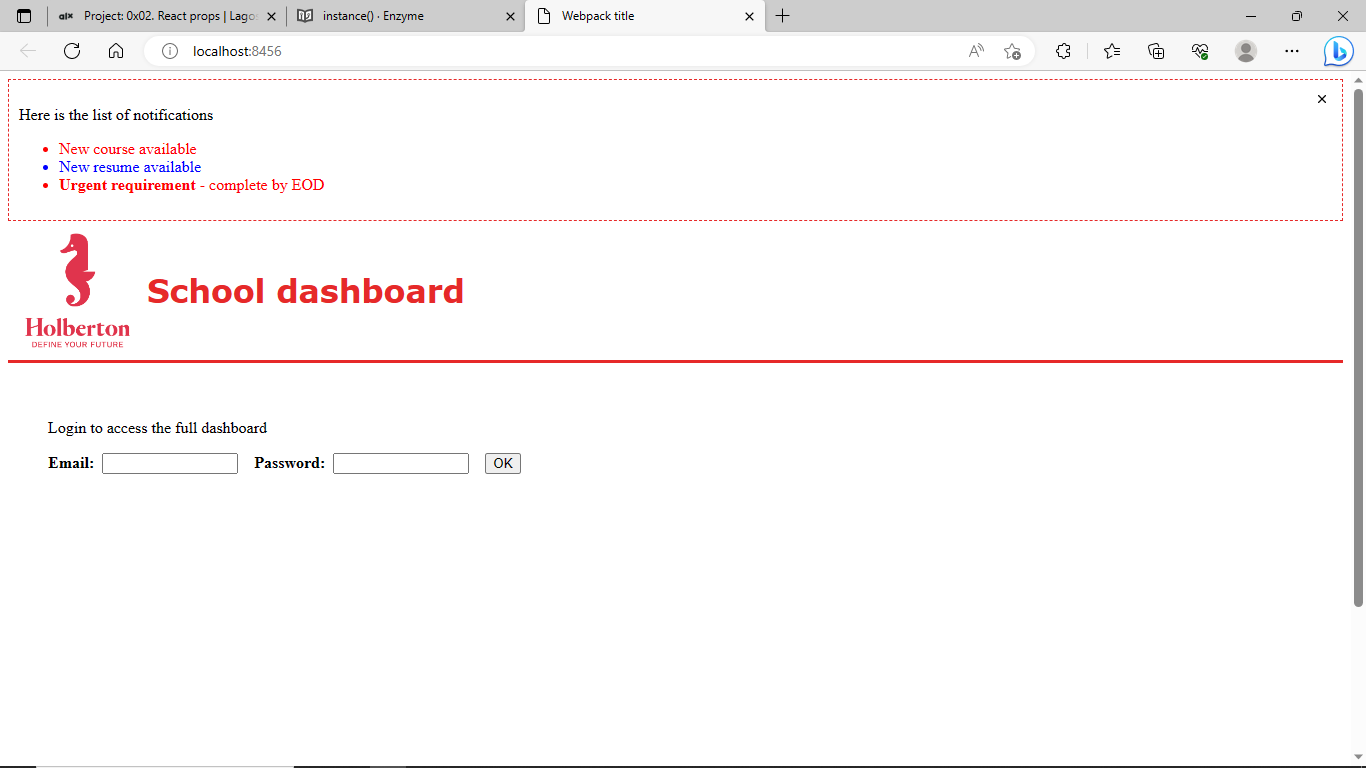 alx Project: 0x02. React props | Lagos
instance() · Enzyme
Webpack title
localhost:8456
Here is the list of notifications
New course available
New resume available
Urgent requirement - complete by EOD
School dashboard
Holberton
DEFINE YOUR FUTURE
Login to access the full dashboard
Email: Password: OK